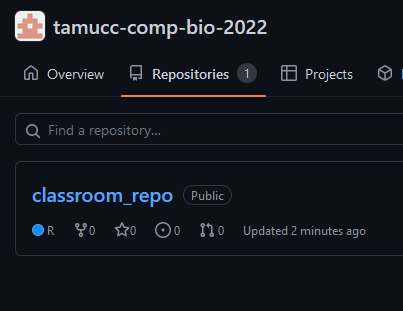 tamucc-comp-bio-2022
Overview Repositories 1 Projects
Find a repository...
classroom_repo Public
R 0 0 0 0 Updated 2 minutes ago